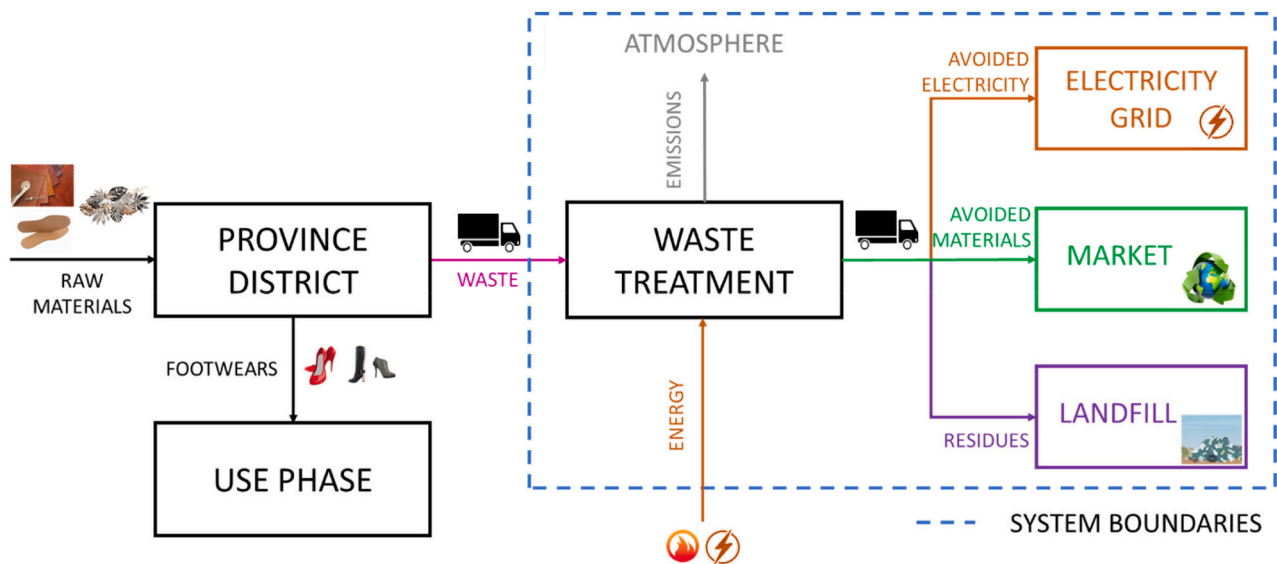 ATMOSPHERE
EMISSIONS
AVOIDED
ELECTRICITY
ELECTRICITY
GRID
RAW
MATERIALS
PROVINCE
DISTRICT
WASTE
WASTE
TREATMENT
AVOIDED
MATERIALS
MARKET
FOOTWEARS
USE PHASE
ENERGY
RESIDUES
LANDFILL
SYSTEM BOUNDARIES